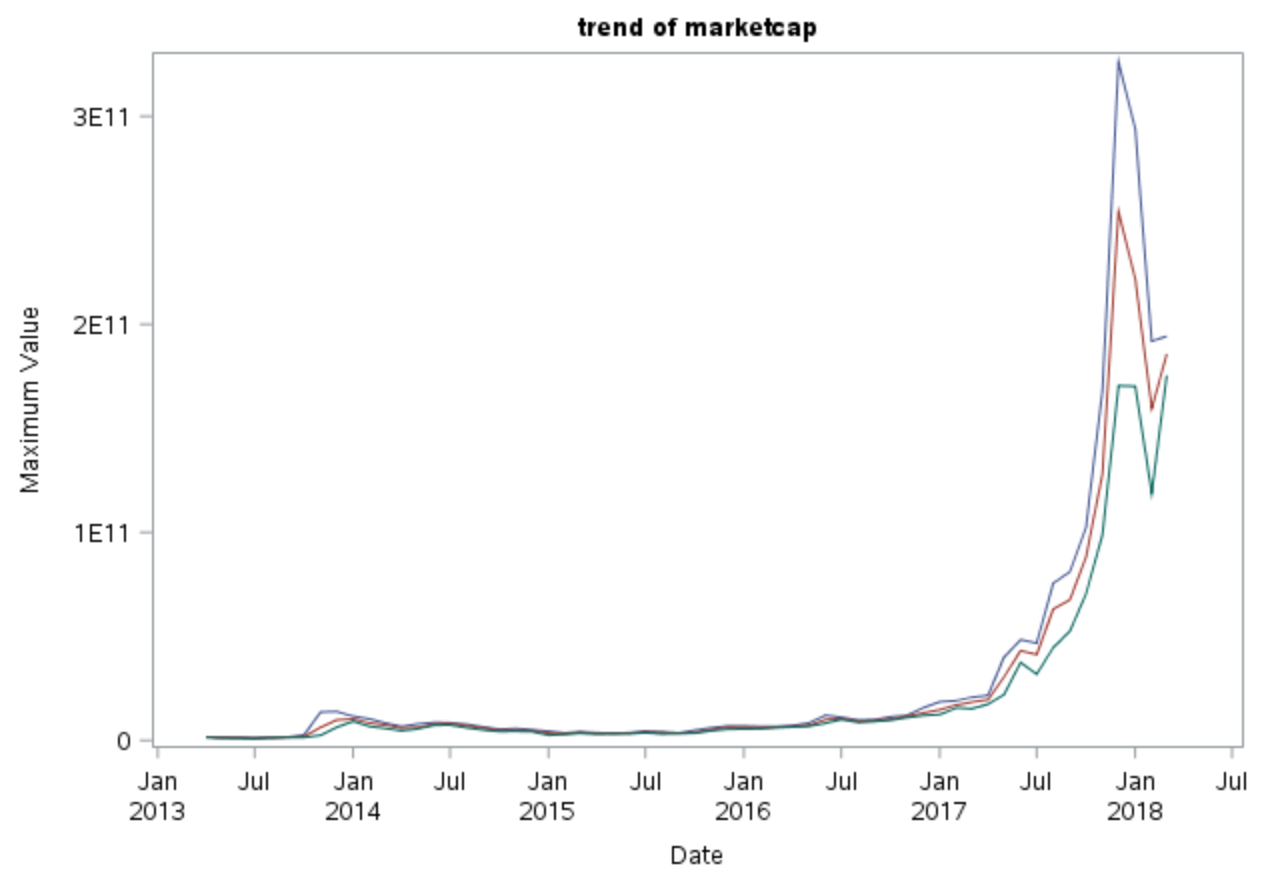 trend of marketcap
3E11
2E11
1E11
0
Maximum Value
Jan Jul Jan Jul Jan Jul Jan Jul Jan Jul Jan Jul
2013 2014 2015 2016 2017 2018
Date